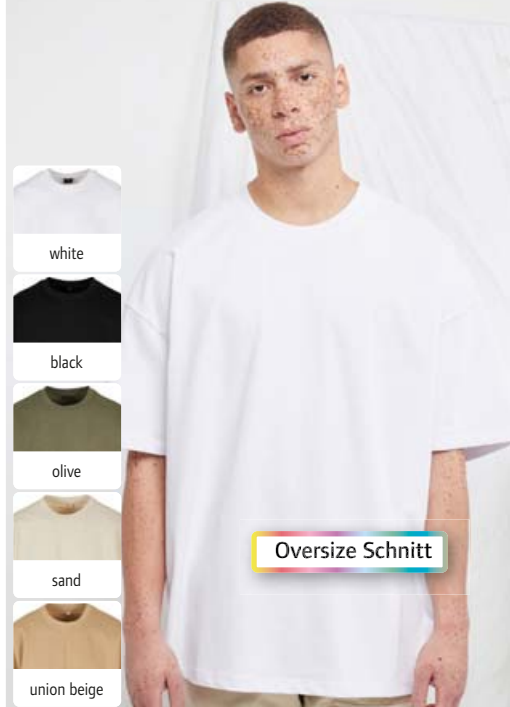 white
black
olive
sand
union beige
Oversize Schnitt